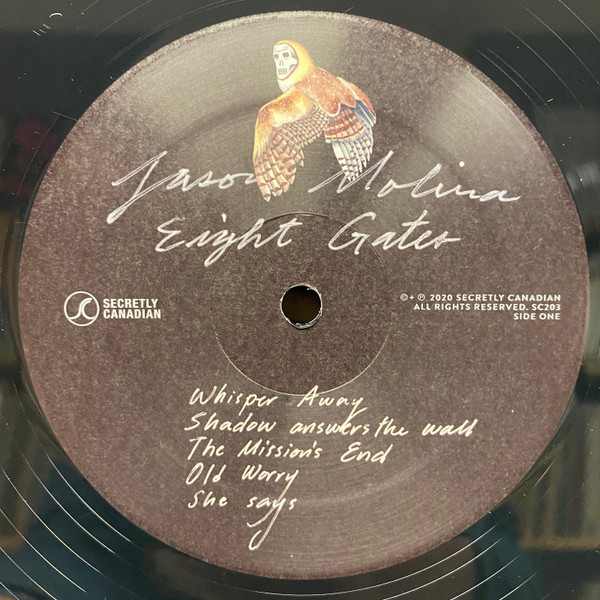 Jason Molina
Eight Gates
SECRETLY
CANADIAN
©+℗ 2020 SECRETLY CANADIAN
ALL RIGHTS RESERVED. SC203
SIDE ONE
Whisper Away
Shadow answers the wall
The Mission's End
Old Worry
She says